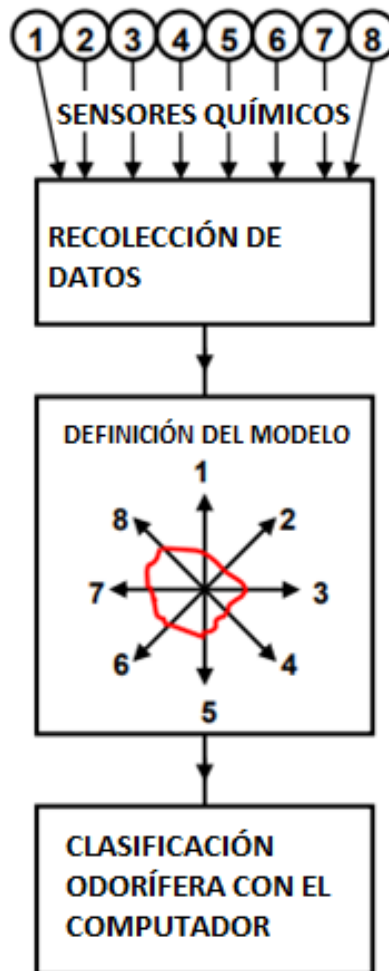 1 2 3 4 5 6 7 8
SENSORES QUÍMICOS
RECOLECCIÓN DE
DATOS
DEFINICIÓN DEL MODELO
1
8 2
7 3
6 4
5
CLASIFICACIÓN
ODORÍFERA CON EL
COMPUTADOR